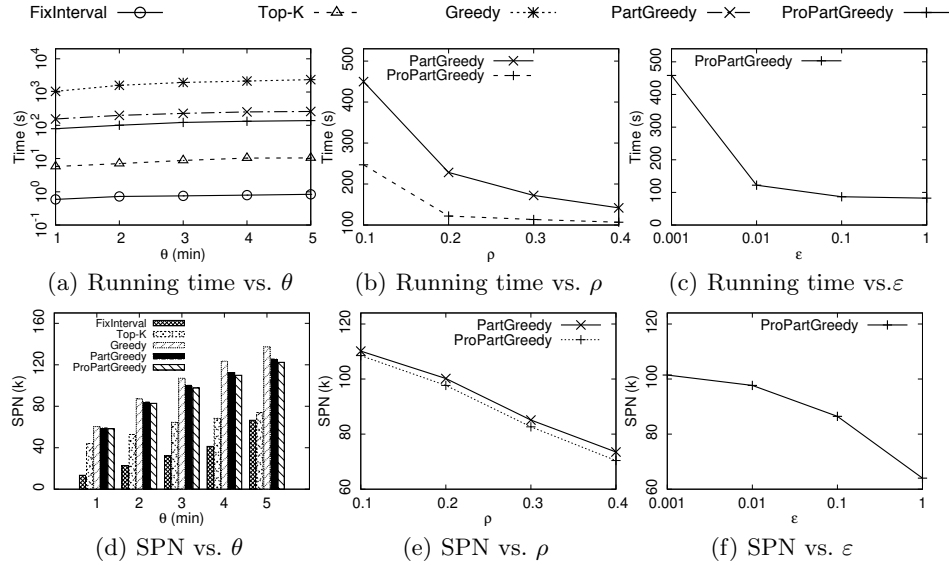 FixInterval Top-K Greedy PartGreedy ProPartGreedy
Time (s)
10^4
10^3
10^2
10^1
10^0
10^-1
1 2 3 4 5
θ (min)
(a) Running time vs. θ
Time (s)
500
400
300
200
100
PartGreedy
ProPartGreedy
0.1 0.2 0.3 0.4
ρ
(b) Running time vs. ρ
Time (s)
500
400
300
200
100
0
ProPartGreedy
0.001 0.01 0.1 1
ε
(c) Running time vs.ε
SPN (k)
160
120
80
40
0
FixInterval
Top-K
Greedy
PartGreedy
ProPartGreedy
1 2 3 4 5
θ (min)
(d) SPN vs. θ
SPN (k)
120
100
80
60
PartGreedy
ProPartGreedy
0.1 0.2 0.3 0.4
ρ
(e) SPN vs. ρ
SPN (k)
120
100
80
60
ProPartGreedy
0.001 0.01 0.1 1
ε
(f) SPN vs. ε